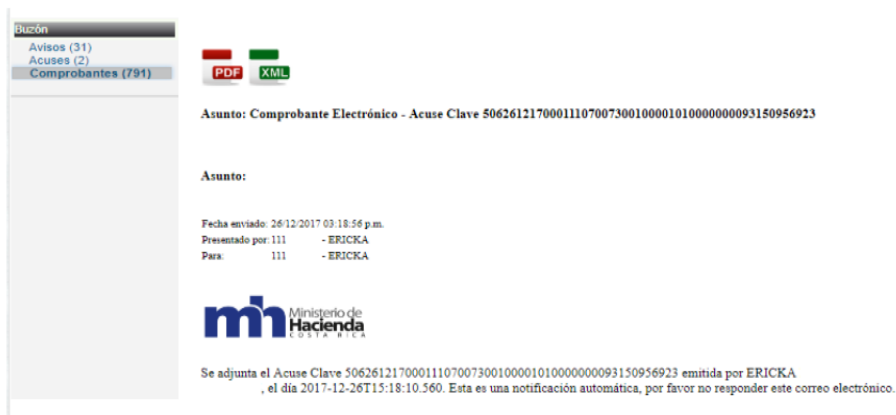 Buzón
Avisos (31)
Acuses (2)
Comprobantes (791)
PDF XML
Asunto: Comprobante Electrónico - Acuse Clave 50626121700011107007300100001010000000093150956923
Asunto:
Fecha enviado: 26/12/2017 03:18:56 p.m.
Presentado por: 111 - ERICKA
Para: 111 - ERICKA
mh Ministerio de
Hacienda
COSTA RICA
Se adjunta el Acuse Clave 50626121700011107007300100001010000000093150956923 emitida por ERICKA
, el día 2017-12-26T15:18:10.560. Esta es una notificación automática, por favor no responder este correo electrónico.